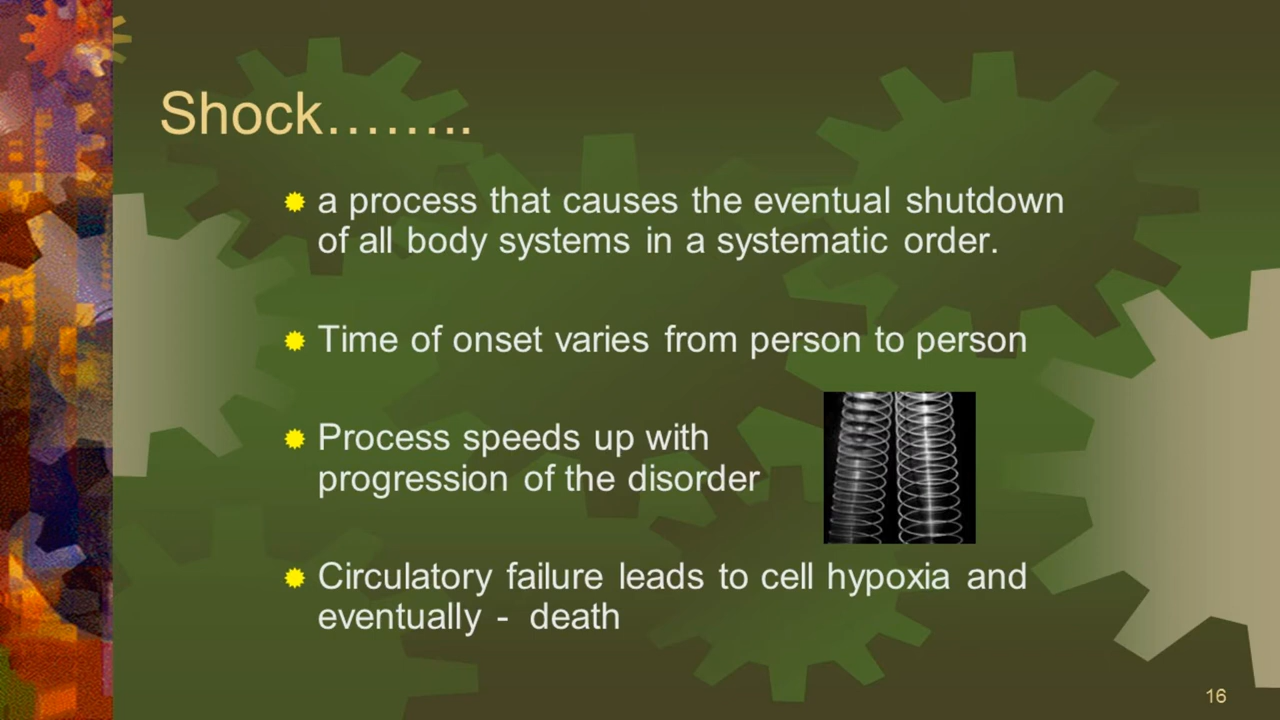 Shock……..
a process that causes the eventual shutdown
of all body systems in a systematic order.
Time of onset varies from person to person
Process speeds up with
progression of the disorder
Circulatory failure leads to cell hypoxia and
eventually - death
16